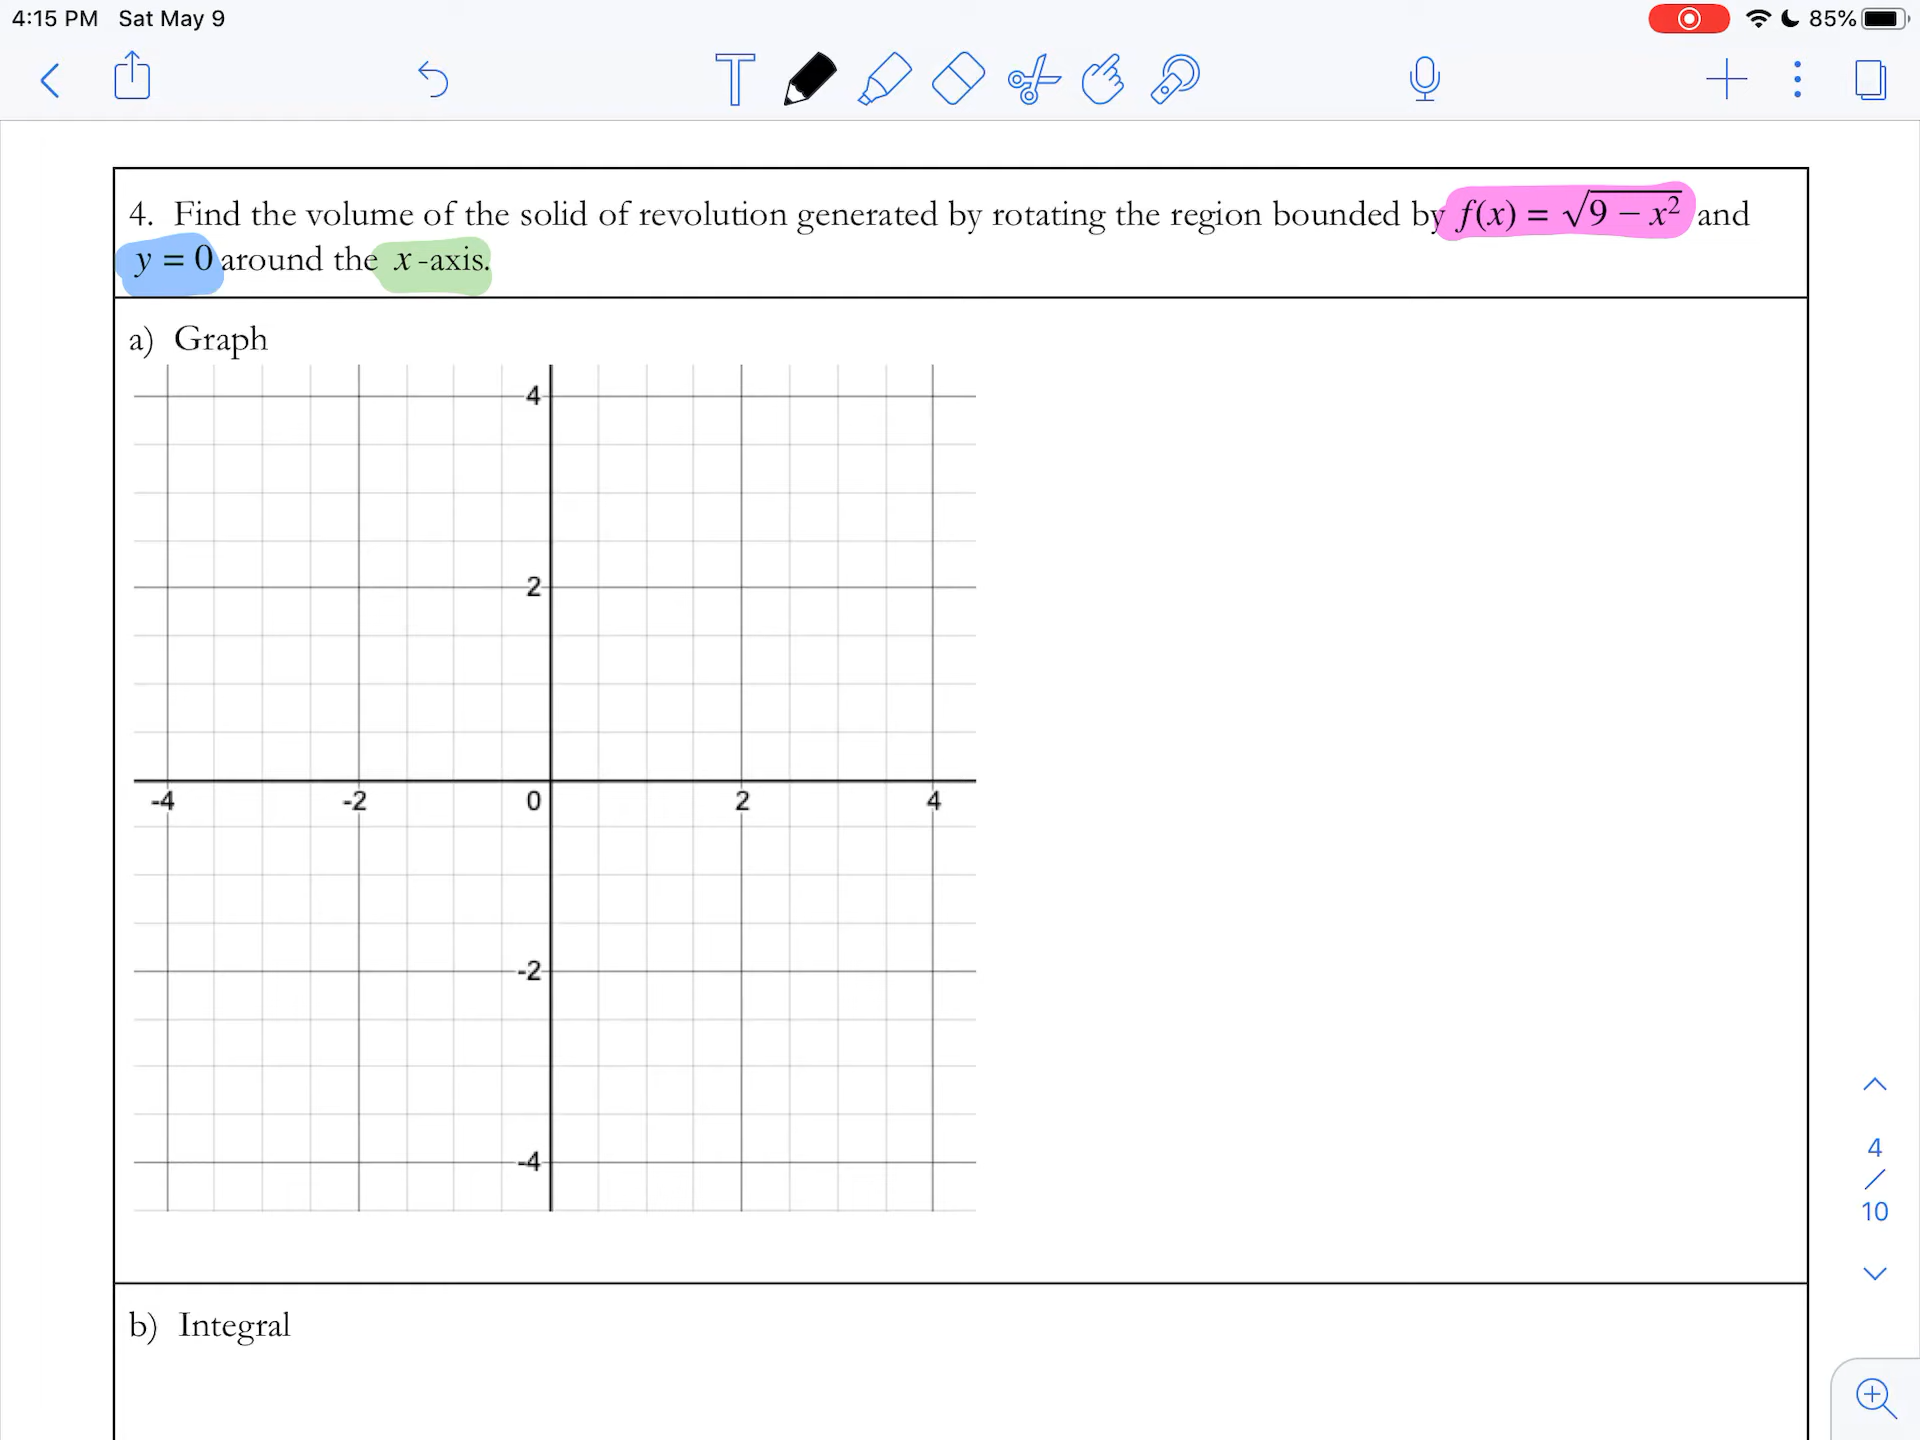 4:15 PM Sat May 9
85%
4. Find the volume of the solid of revolution generated by rotating the region bounded by f(x) = √9 − x² and
y = 0 around the x-axis.
a) Graph
4
2
-4 -2 0 2 4
-2
-4
4
/
10
b) Integral